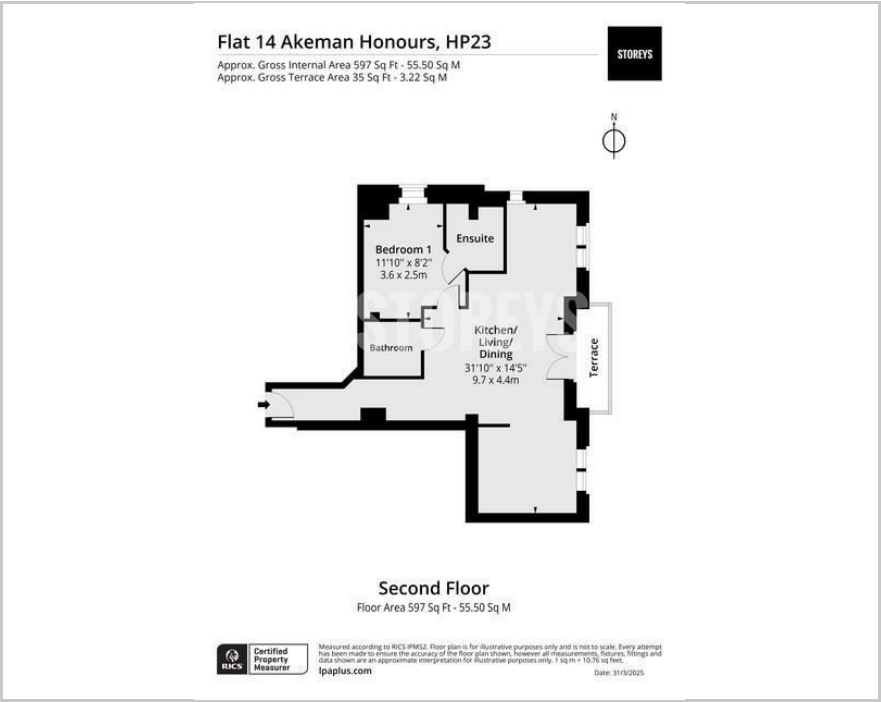 Flat 14 Akeman Honours, HP23
Approx. Gross Internal Area 597 Sq Ft - 55.50 Sq M
Approx. Gross Terrace Area 35 Sq Ft - 3.22 Sq M
STOREYS
N
Bedroom 1
11'10" x 8'2"
3.6 x 2.5m
Ensuite
STOREYS
Bathroom
Kitchen/
Living/
Dining
31'10" x 14'5"
9.7 x 4.4m
Terrace
Second Floor
Floor Area 597 Sq Ft - 55.50 Sq M
RICS
Certified
Property
Measurer
Measured according to RICS IPMS2. Floor plan is for illustrative purposes only and is not to scale. Every attempt
has been made to ensure the accuracy of the floor plan shown, however all measurements, fixtures, fittings and
data shown are an approximate interpretation for illustrative purposes only. 1 sq m = 10.76 sq feet.
lpaplus.com
Date: 31/3/2025